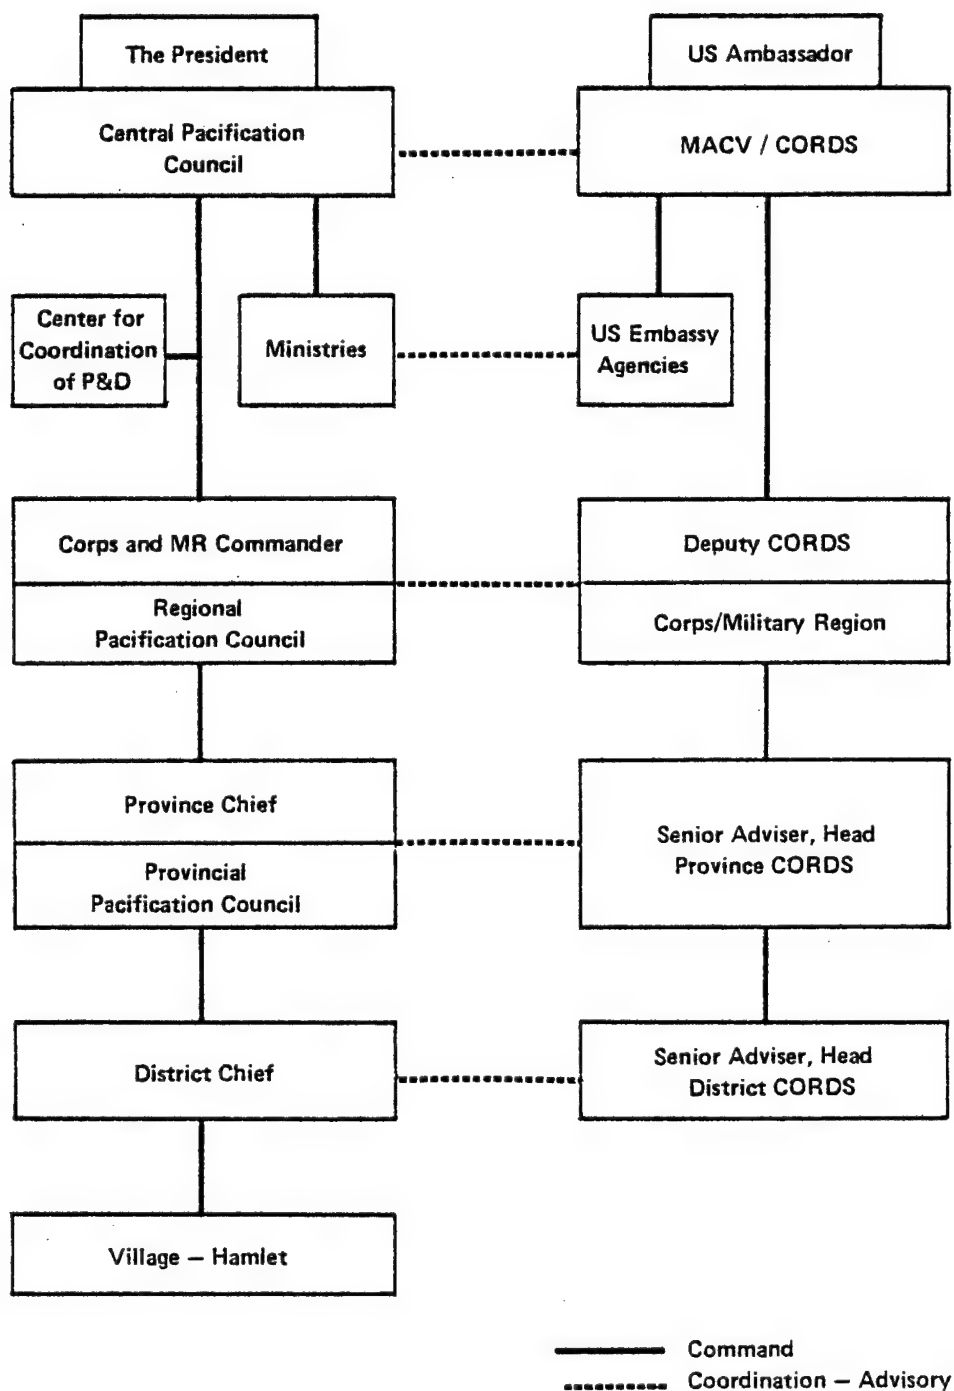 The President
US Ambassador
Central Pacification
Council
MACV / CORDS
Center for
Coordination
of P&D
Ministries
US Embassy
Agencies
Corps and MR Commander
Regional
Pacification Council
Deputy CORDS
Corps/Military Region
Province Chief
Provincial
Pacification Council
Senior Adviser, Head
Province CORDS
District Chief
Senior Adviser, Head
District CORDS
Village — Hamlet
Command
Coordination — Advisory